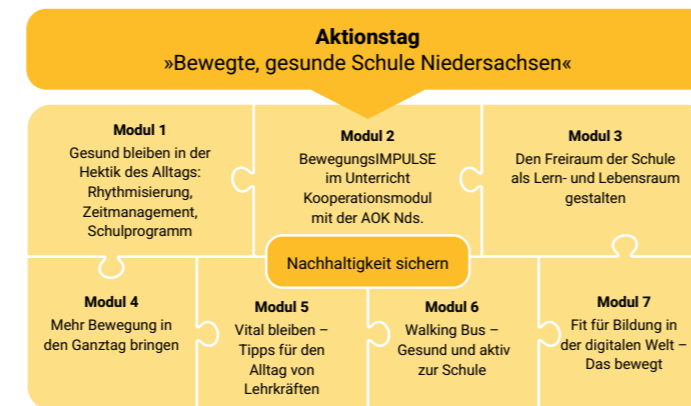 Aktionstag
»Bewegte, gesunde Schule Niedersachsen«
Modul 1
Gesund bleiben in der
Hektik des Alltags:
Rhythmisierung,
Zeitmanagement,
Schulprogramm
Modul 2
BewegungsIMPULSE
im Unterricht
Kooperationsmodul
mit der AOK Nds.
Modul 3
Den Freiraum der Schule
als Lern- und Lebensraum
gestalten
Nachhaltigkeit sichern
Modul 4
Mehr Bewegung in
den Ganztag bringen
Modul 5
Vital bleiben –
Tipps für den
Alltag von
Lehrkräften
Modul 6
Walking Bus –
Gesund und aktiv
zur Schule
Modul 7
Fit für Bildung in
der digitalen Welt –
Das bewegt